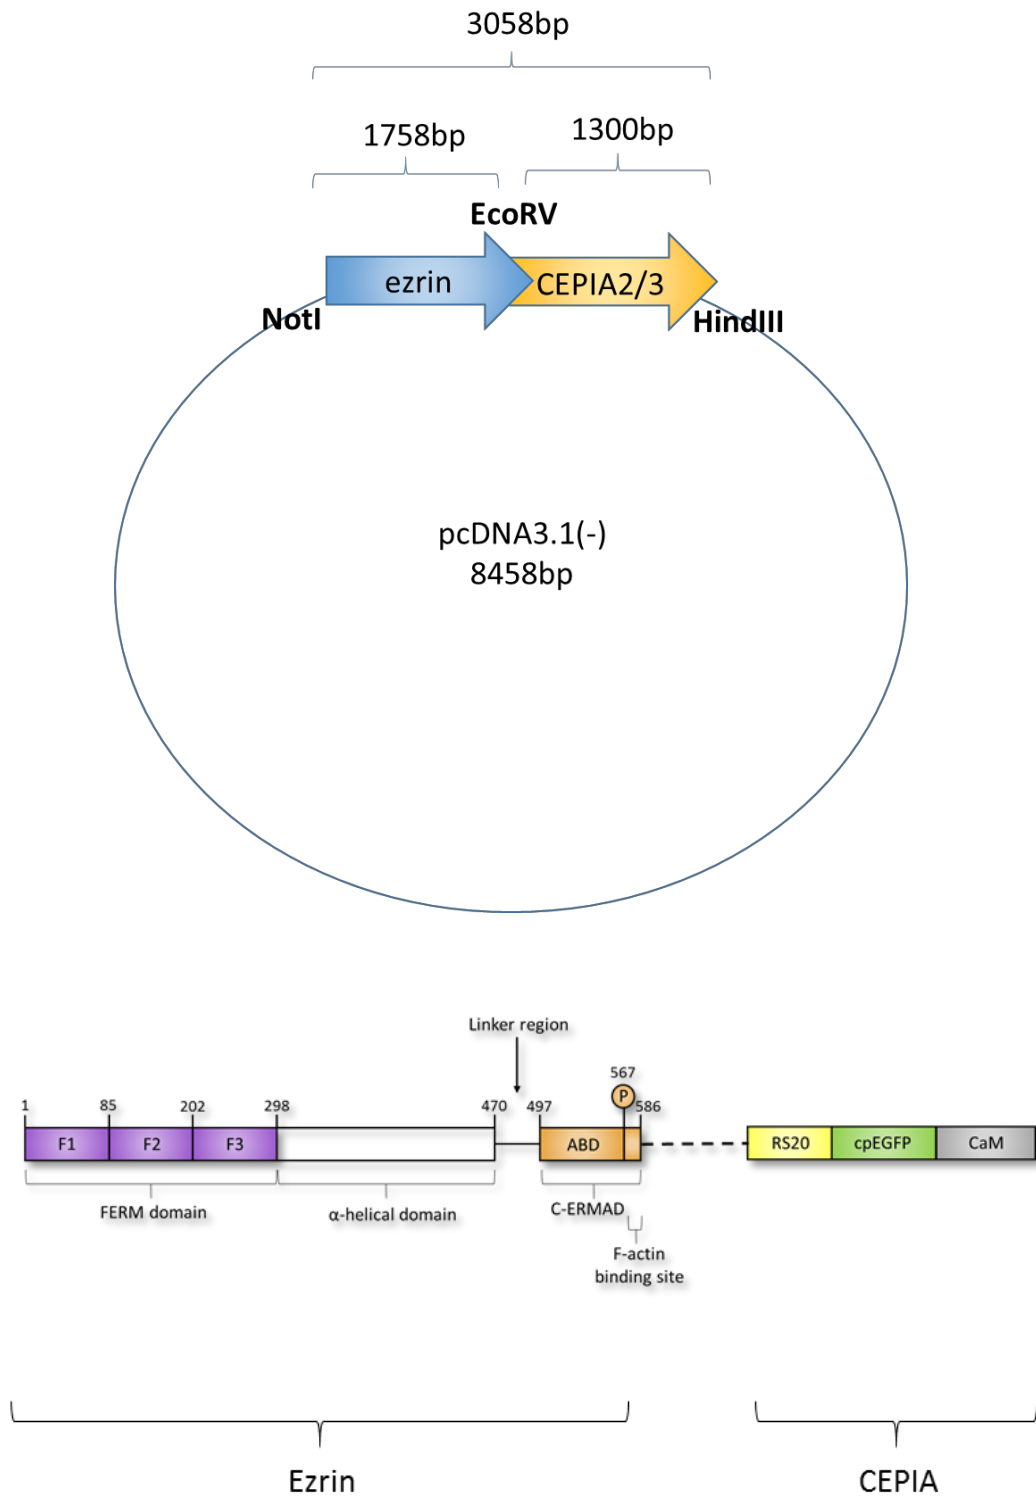 3058bp
1758bp
1300bp
EcoRV
ezrin
CEPIA2/3
NotI
HindIII
pcDNA3.1(-)
8458bp
Linker region
567
P
1 85 202 298 470 497 586
F1 F2 F3 ABD RS20 cpEGFP CaM
FERM domain
α-helical domain
C-ERMAD
F-actin
binding site
Ezrin
CEPIA